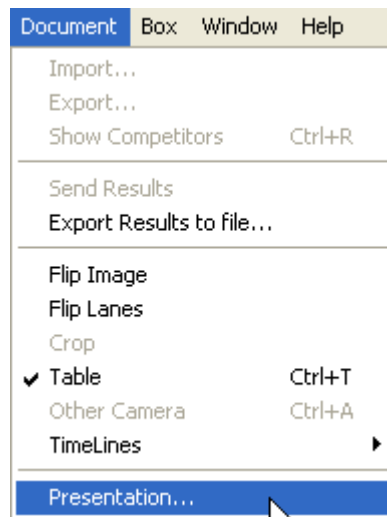 Document Box Window Help
Import...
Export...
Show Competitors Ctrl+R
Send Results
Export Results to file...
Flip Image
Flip Lanes
Crop
Table Ctrl+T
Other Camera Ctrl+A
TimeLines
Presentation...